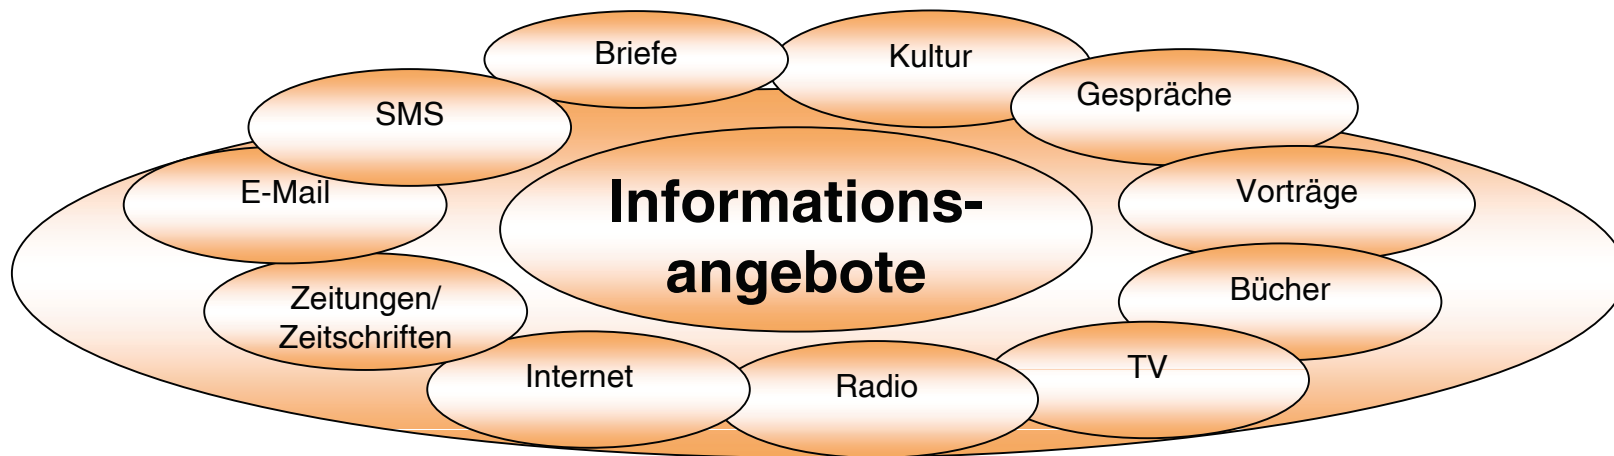 Briefe
Kultur
Gespräche
SMS
E-Mail
Vorträge
Informations-
angebote
Bücher
Zeitungen/
Zeitschriften
TV
Internet
Radio